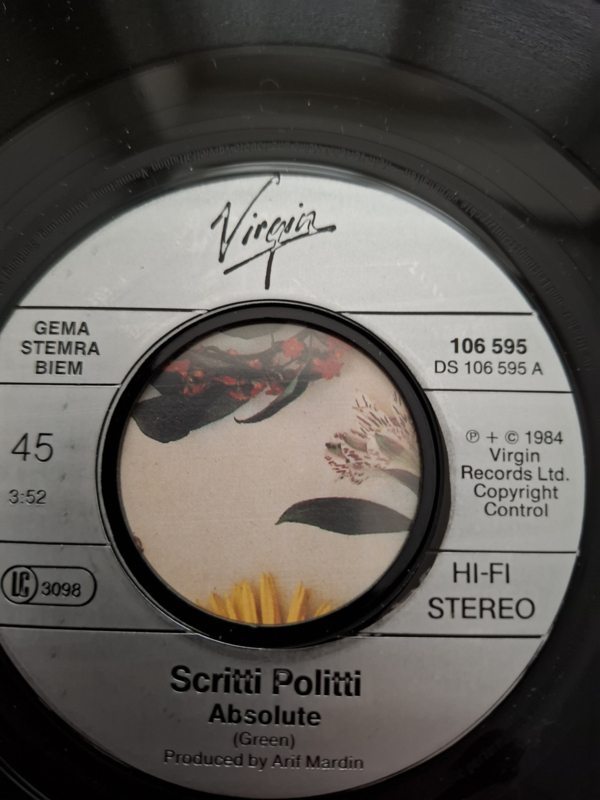 Virgin
GEMA
STEMRA
BIEM
106 595
DS 106 595 A
45
3:52
℗ + © 1984
Virgin
Records Ltd.
Copyright
Control
LC 3098
HI-FI
STEREO
Scritti Politti
Absolute
(Green)
Produced by Arif Mardin